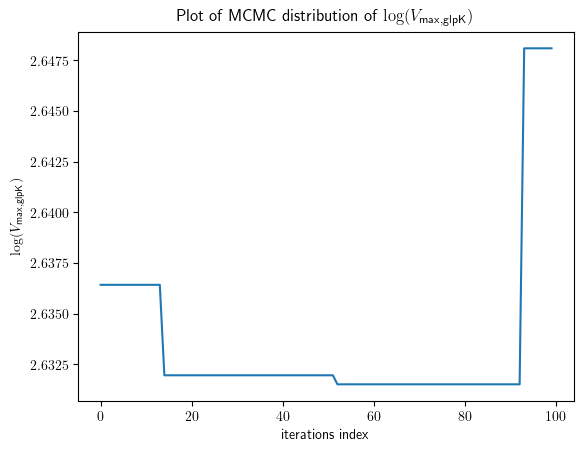 Plot of MCMC distribution of log(V_max,glpK)
2.6475
2.6450
2.6425
2.6400
2.6375
2.6350
2.6325
log(V_max,glpK)
0 20 40 60 80 100
iterations index